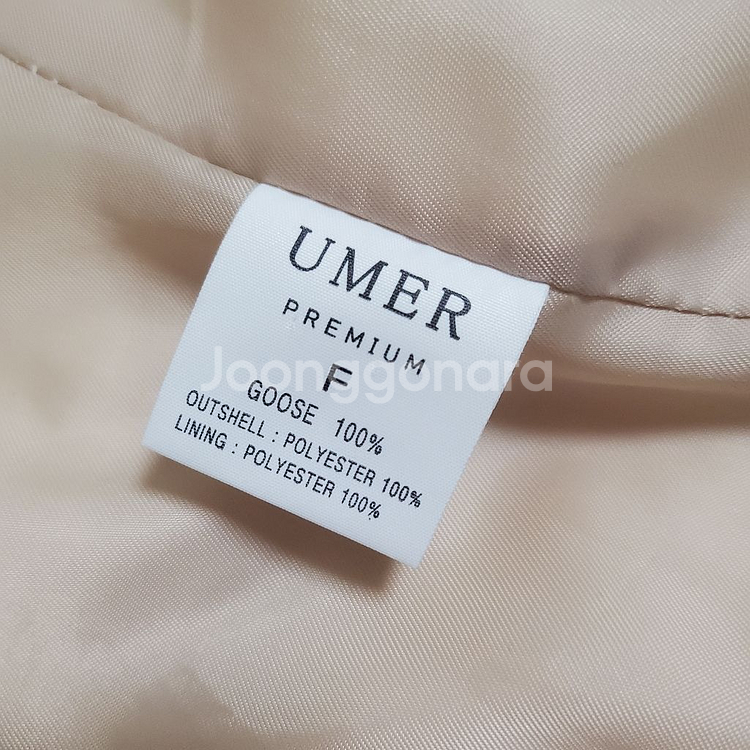 UMER
PREMIUM
F
GOOSE 100%
OUTSHELL : POLYESTER 100%
LINING : POLYESTER 100%
Joonggonara